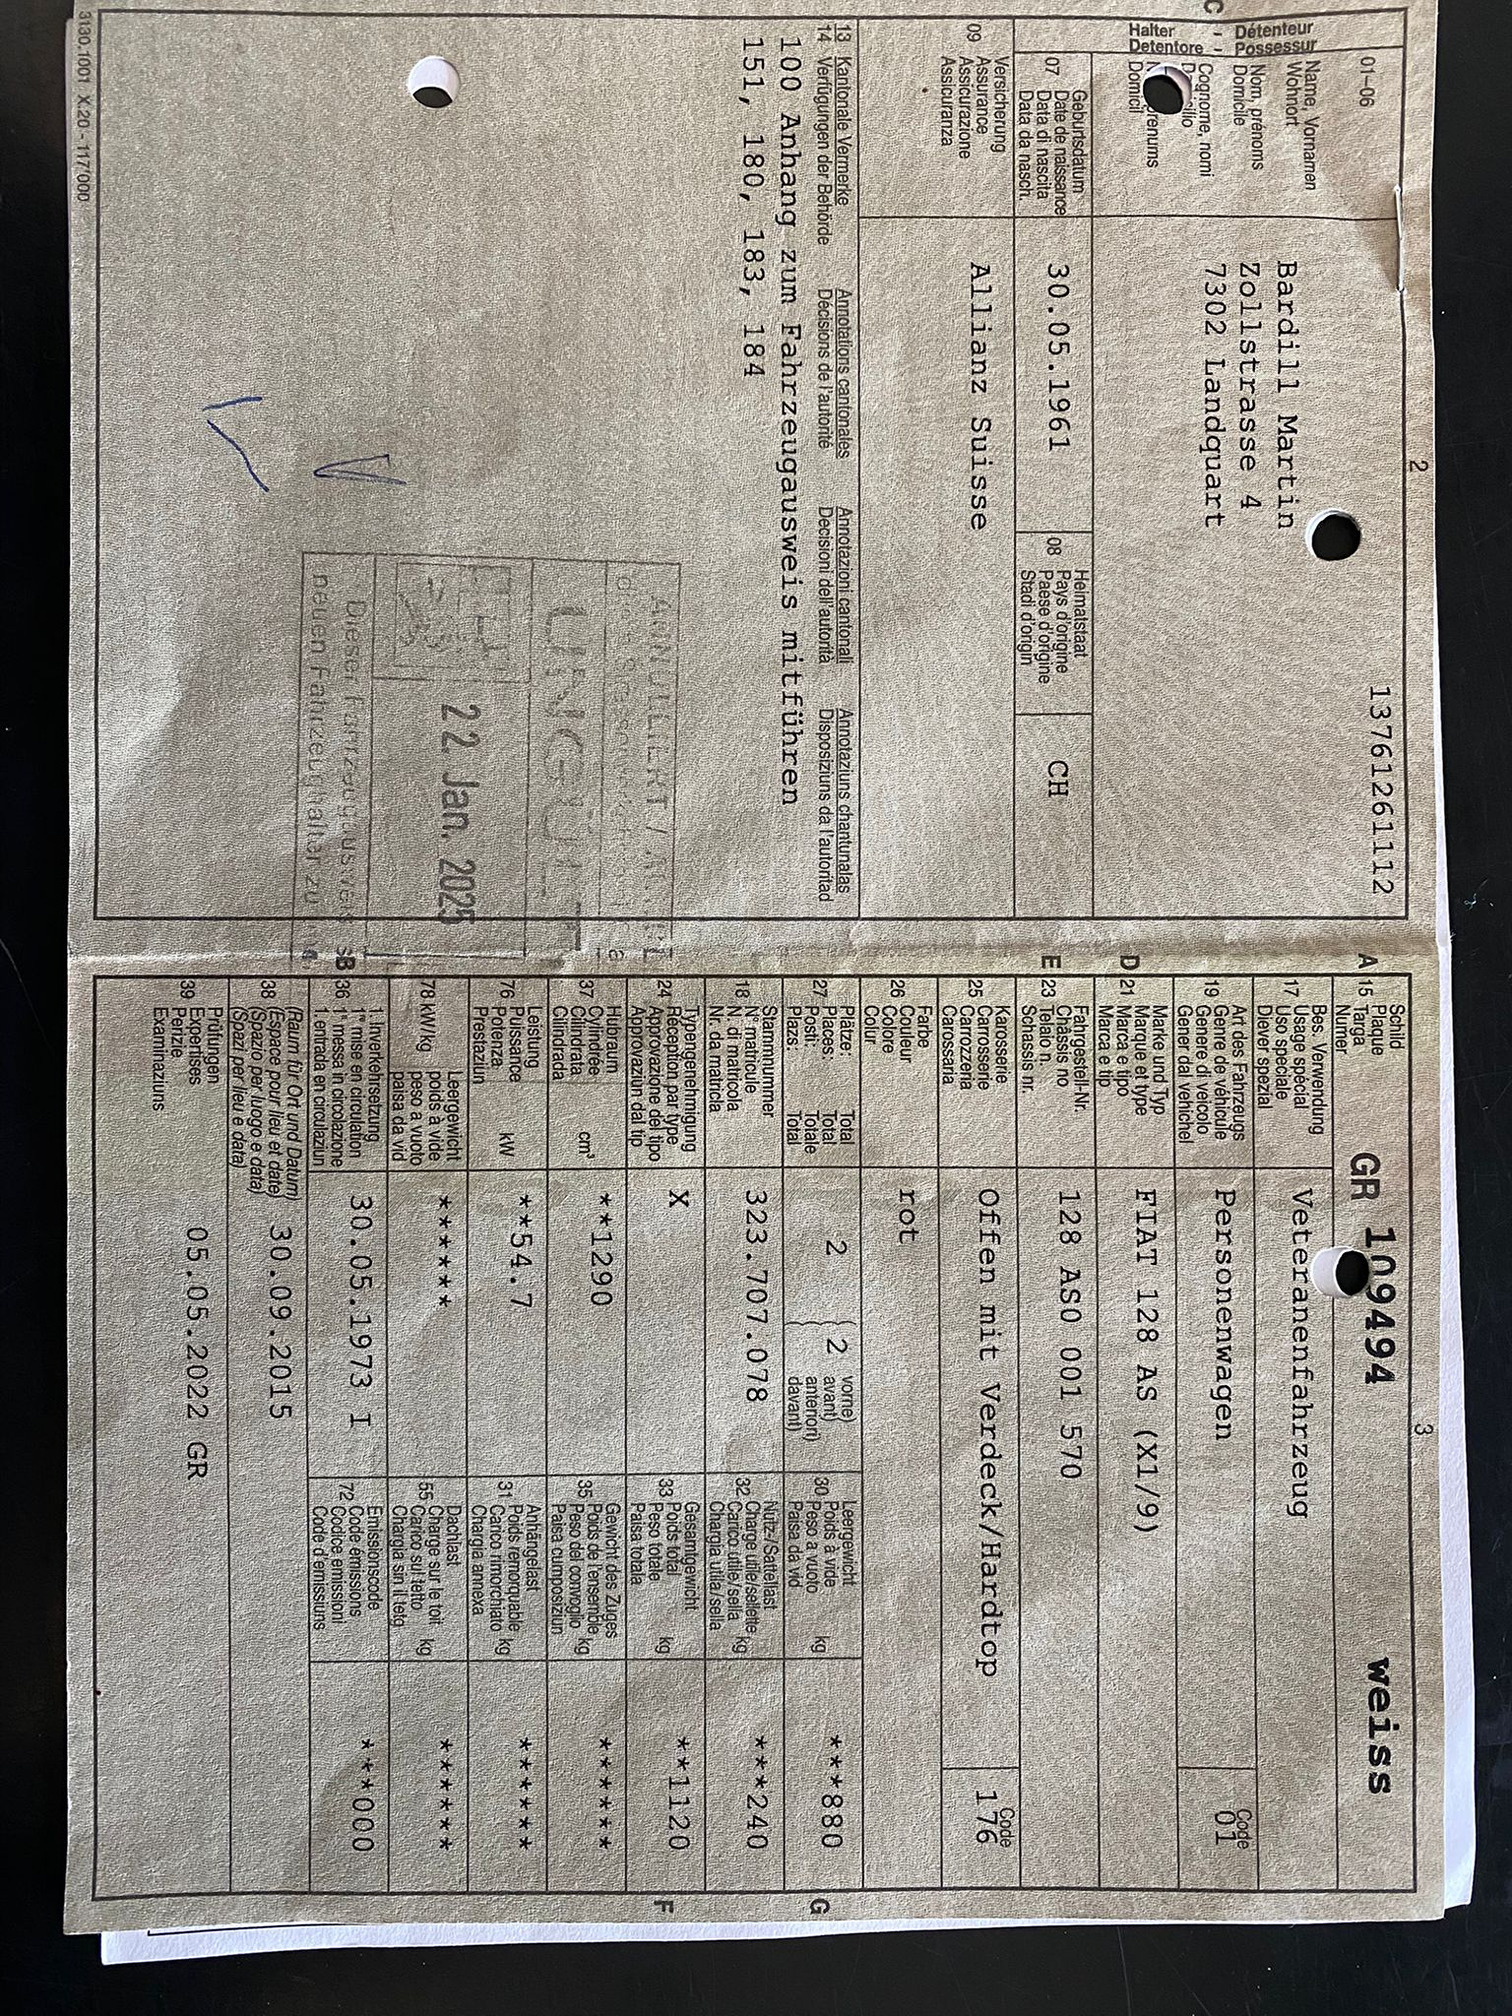 2
C
Halter - Détenteur
Detentore - Possessur
01–06
Name, Vornamen
Wohnort
Nom, prénoms
Domicile
Cognome, nomi
Domicil
13761261112
Bardill Martin
Zollstrasse 4
7302 Landquart
07
Geburtsdatum
Date de naissance
Data di nascita
Data da nasch.
30.05.1961
08
Heimatstaat
Pays d'origine
Paese d'origine
Stadi d'origin
CH
09
Versicherung
Assurance
Assicurazione
Assicuranza
Allianz Suisse
13 Kantonale Vermerke Annotations cantonales Annotazioni cantonali Annotaziuns chantunalas
14 Verfügungen der Behörde Décisions de l'autorité Decisioni dell'autorità Disposiziuns da l'autoritad
100 Anhang zum Fahrzeugausweis mitführen
151, 180, 183, 184
ANNULLIERT /
22. Jan. 2025
Dieser Fahrzeugausweis
neuen Fahrzeughalter zu
3130.1001 X.20 - 117'000
3
A
15
Schild
Plaque
Targa
Numer
GR 109494 weiss
17
Bes. Verwendung
Usage spécial
Uso speciale
Diever spezial
Veteranenfahrzeug
19
Art des Fahrzeugs
Genre de véhicule
Genere di veicolo
Gener dal vehichel
Personenwagen
Code
01
D
21
Marke und Typ
Marque et type
Marca e tipo
Marca e tip
FIAT 128 AS (X1/9)
E
23
Fahrgestell-Nr.
Châssis no
Telaio n.
Schassis nr.
128 AS0 001 570
25
Karosserie
Carosserie
Carozzeria
Carossaria
Offen mit Verdeck/Hardtop
Code
176
26
Farbe
Couleur
Colore
Colur
rot
27
Plätze: Total
Places: Total
Posti: Totale
Plazs: Total
2
2
vorne)
avant)
anteriori)
davant)
30
Leergewicht
Poids à vide
Peso a vuoto
Paisa da vid
kg
***880
G
18
Stammnummer
N° matricule
N. di matricola
Nr. da matricla
323.707.078
32
Nutz-/Sattellast
Charge utile/sellette
Carico utile/sella
Chargia utila/sella
kg
***240
24
Typengenehmigung
Réception par type
Approvazione del tipo
Approvaziun dal tip
X
33
Gesamtgewicht
Poids total
Peso totale
Paisa totala
kg
**1120
F
37
Hubraum
Cylindrée
Cilindrata
Cilindrada
cm³
**1290
35
Gewicht des Zuges
Poids de l'ensemble
Peso del convoglio
Paisa cumposiziun
kg
******
76
Leistung
Puissance
Potenza
Prestaziun
kW
**54.7
31
Anhängelast
Poids remorquable
Carico rimorchiato
Chargia annexa
kg
******
78 kW/kg
Leergewicht
poids à vide
peso a vuoto
paisa da vid
******
55
Dachlast
Charge sur le toit
Carico sul tetto
Chargia sin il tetg
kg
******
B
36
1. Inverkehrsetzung
1re mise en circulation
1a messa in circolazione
1. entrada en circulaziun
30.05.1973 I
72
Emissionscode
Code émissions
Codice emissioni
Code d'emissiuns
***000
38
(Raum für Ort und Datum)
(Espace pour lieu et date)
(Spazio per luogo e data)
(Spazi per lieu e data)
30.09.2015
39
Prüfungen
Expertises
Perizie
Examinaziuns
05.05.2022 GR